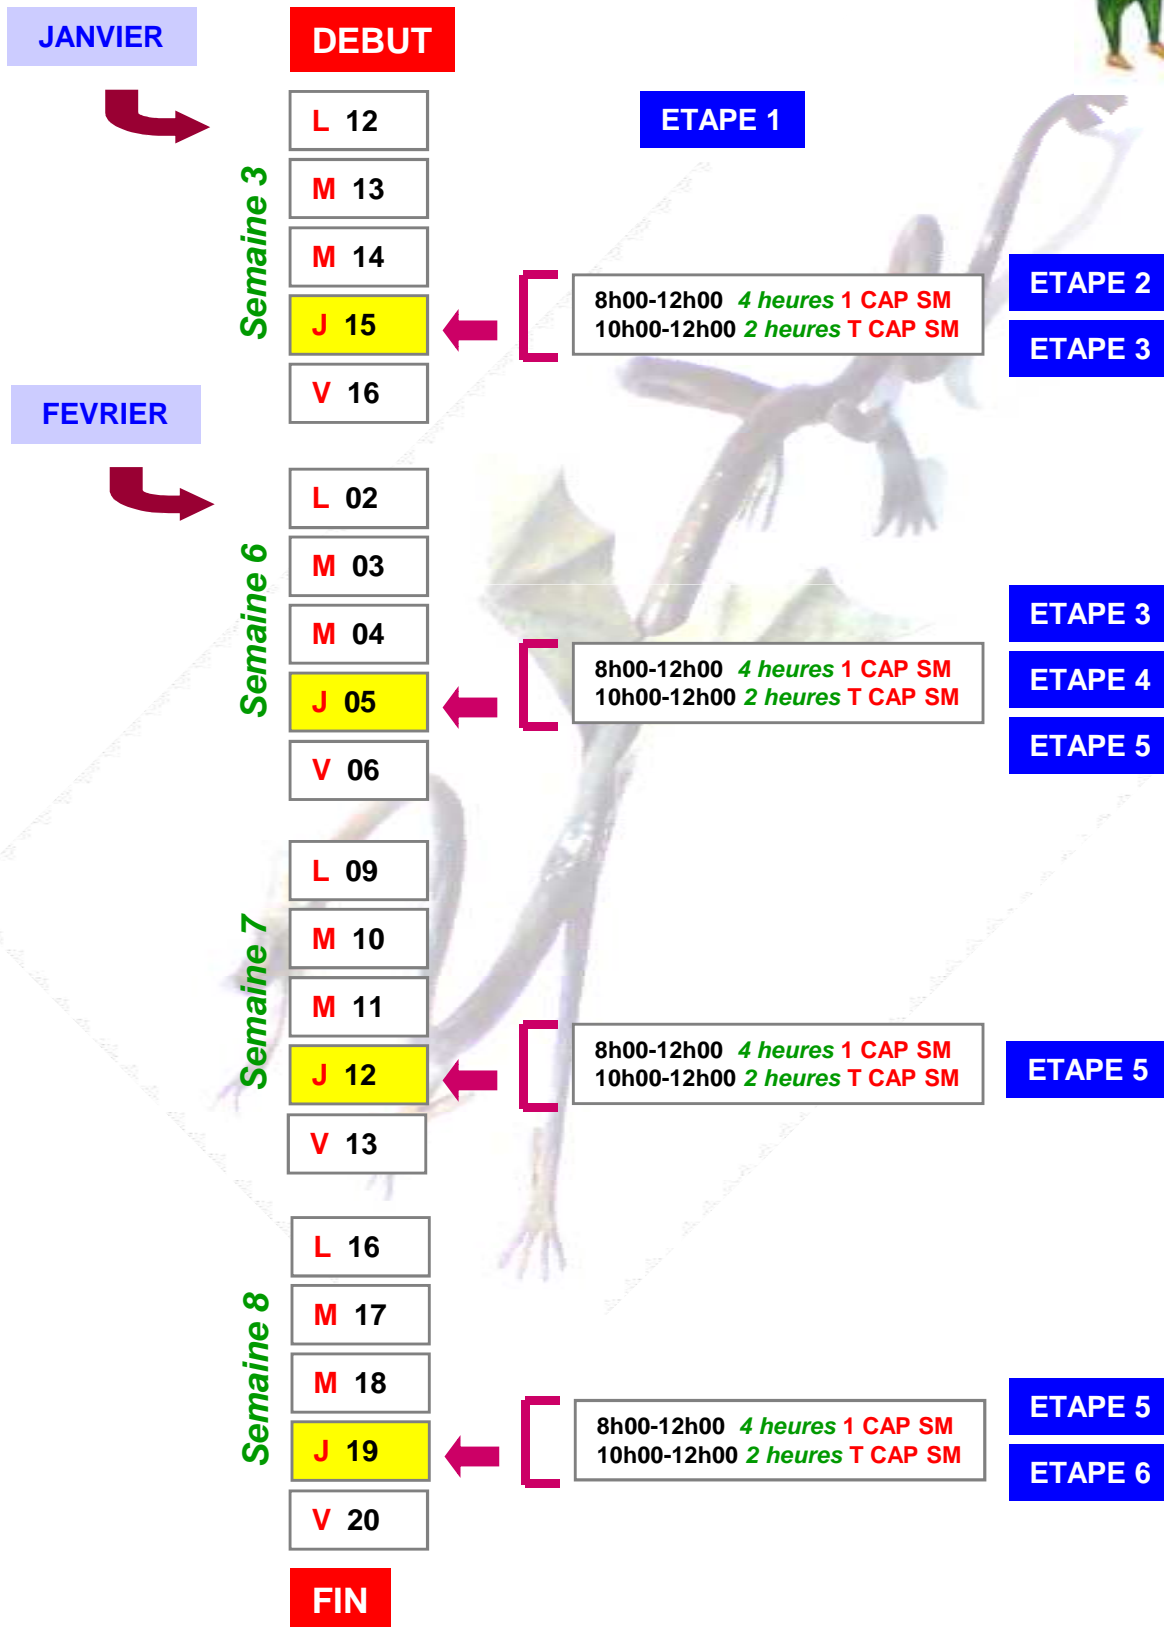 JANVIER
DEBUT
L 12
ETAPE 1
Semaine 3
M 13
M 14
J 15
8h00-12h00 4 heures 1 CAP SM
10h00-12h00 2 heures T CAP SM
ETAPE 2
ETAPE 3
V 16
FEVRIER
L 02
Semaine 6
M 03
M 04
J 05
8h00-12h00 4 heures 1 CAP SM
10h00-12h00 2 heures T CAP SM
ETAPE 3
ETAPE 4
ETAPE 5
V 06
L 09
Semaine 7
M 10
M 11
J 12
8h00-12h00 4 heures 1 CAP SM
10h00-12h00 2 heures T CAP SM
ETAPE 5
V 13
L 16
Semaine 8
M 17
M 18
J 19
8h00-12h00 4 heures 1 CAP SM
10h00-12h00 2 heures T CAP SM
ETAPE 5
ETAPE 6
V 20
FIN